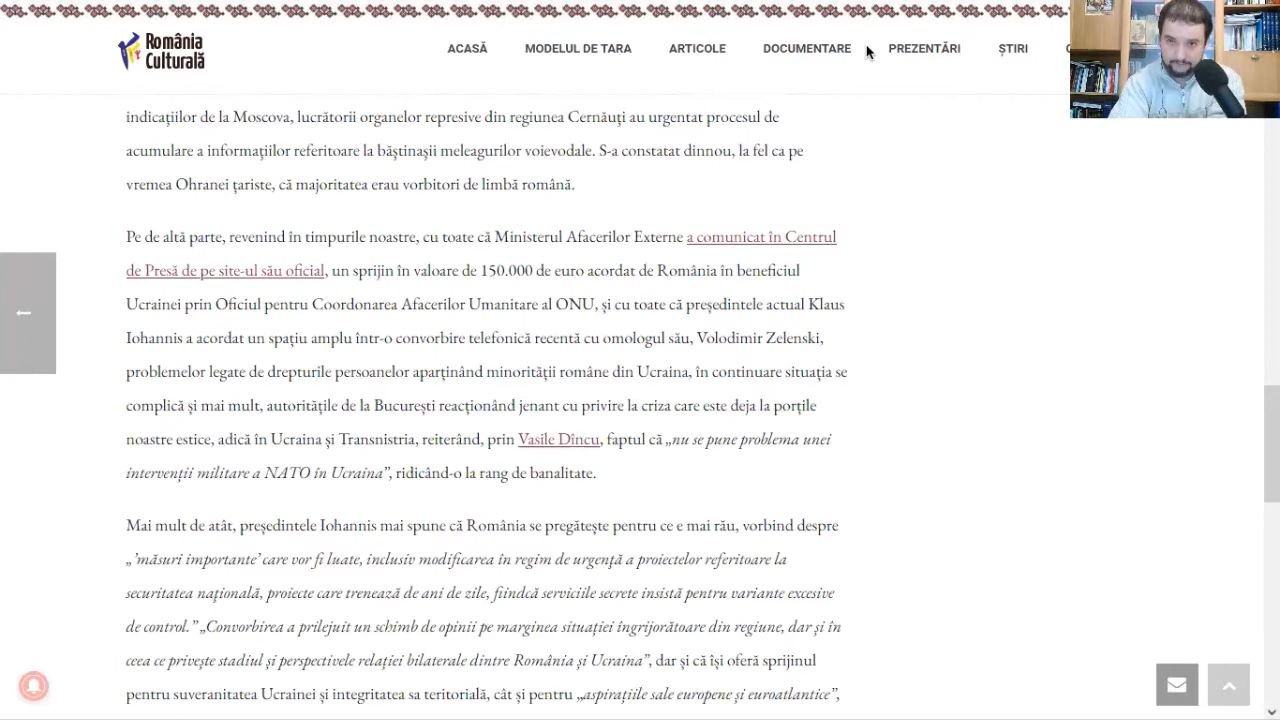 România
Culturală
ACASĂ MODELUL DE TARA ARTICOLE DOCUMENTARE PREZENTĂRI ȘTIRI
indicaţiilor de la Moscova, lucrătorii organelor represive din regiunea Cernăuţi au urgentat procesul de
acumulare a informaţiilor referitoare la băştinaşii meleagurilor voievodale. S-a constatat dinnou, la fel ca pe
vremea Ohranei ţariste, că majoritatea erau vorbitori de limbă română.
Pe de altă parte, revenind în timpurile noastre, cu toate că Ministerul Afacerilor Externe a comunicat în Centrul
de Presă de pe site-ul său oficial, un sprijin în valoare de 150.000 de euro acordat de România în beneficiul
Ucrainei prin Oficiul pentru Coordonarea Afacerilor Umanitare al ONU, și cu toate că președintele actual Klaus
Iohannis a acordat un spațiu amplu într-o convorbire telefonică recentă cu omologul său, Volodimir Zelenski,
problemelor legate de drepturile persoanelor aparținând minorității române din Ucraina, în continuare situația se
complică și mai mult, autoritățile de la București reacționând jenant cu privire la criza care este deja la porțile
noastre estice, adică în Ucraina și Transnistria, reiterând, prin Vasile Dîncu, faptul că „nu se pune problema unei
intervenții militare a NATO în Ucraina”, ridicând-o la rang de banalitate.
Mai mult de atât, președintele Iohannis mai spune că România se pregătește pentru ce e mai rău, vorbind despre
„’măsuri importante’ care vor fi luate, inclusiv modificarea în regim de urgenţă a proiectelor referitoare la
securitatea naţională, proiecte care trenează de ani de zile, fiindcă serviciile secrete insistă pentru variante excesive
de control.” „Convorbirea a prilejuit un schimb de opinii pe marginea situației îngrijorătoare din regiune, dar și în
ceea ce privește stadiul și perspectivele relației bilaterale dintre România și Ucraina”, dar și că își oferă sprijinul
pentru suveranitatea Ucrainei și integritatea sa teritorială, cât și pentru „aspirațiile sale europene și euroatlantice”,